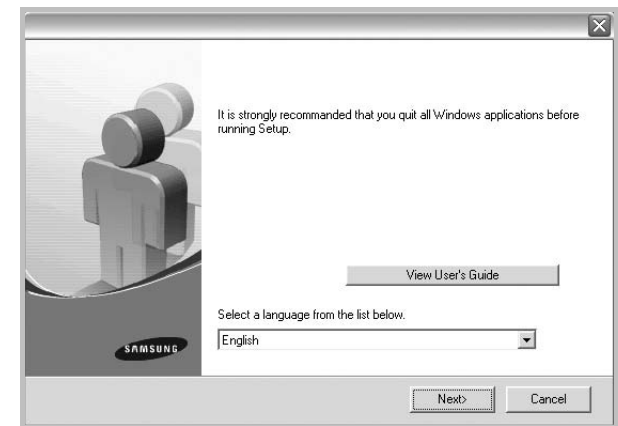 It is strongly recommanded that you quit all Windows applications before
running Setup.
View User's Guide
Select a language from the list below.
English
SAMSUNG
Next>
Cancel